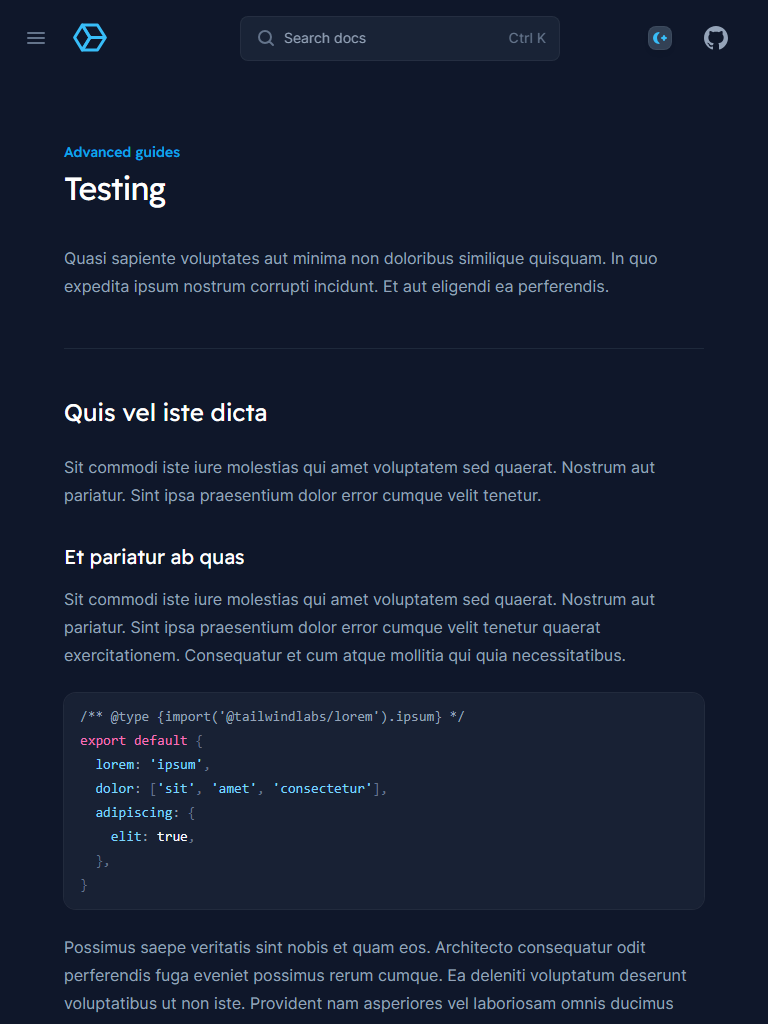 Search docs Ctrl K
Advanced guides
Testing
Quasi sapiente voluptates aut minima non doloribus similique quisquam. In quo
expedita ipsum nostrum corrupti incidunt. Et aut eligendi ea perferendis.
Quis vel iste dicta
Sit commodi iste iure molestias qui amet voluptatem sed quaerat. Nostrum aut
pariatur. Sint ipsa praesentium dolor error cumque velit tenetur.
Et pariatur ab quas
Sit commodi iste iure molestias qui amet voluptatem sed quaerat. Nostrum aut
pariatur. Sint ipsa praesentium dolor error cumque velit tenetur quaerat
exercitationem. Consequatur et cum atque mollitia qui quia necessitatibus.
/** @type {import('@tailwindlabs/lorem').ipsum} */
export default {
  lorem: 'ipsum',
  dolor: ['sit', 'amet', 'consectetur'],
  adipiscing: {
    elit: true,
  },
}
Possimus saepe veritatis sint nobis et quam eos. Architecto consequatur odit
perferendis fuga eveniet possimus rerum cumque. Ea deleniti voluptatum deserunt
voluptatibus ut non iste. Provident nam asperiores vel laboriosam omnis ducimus